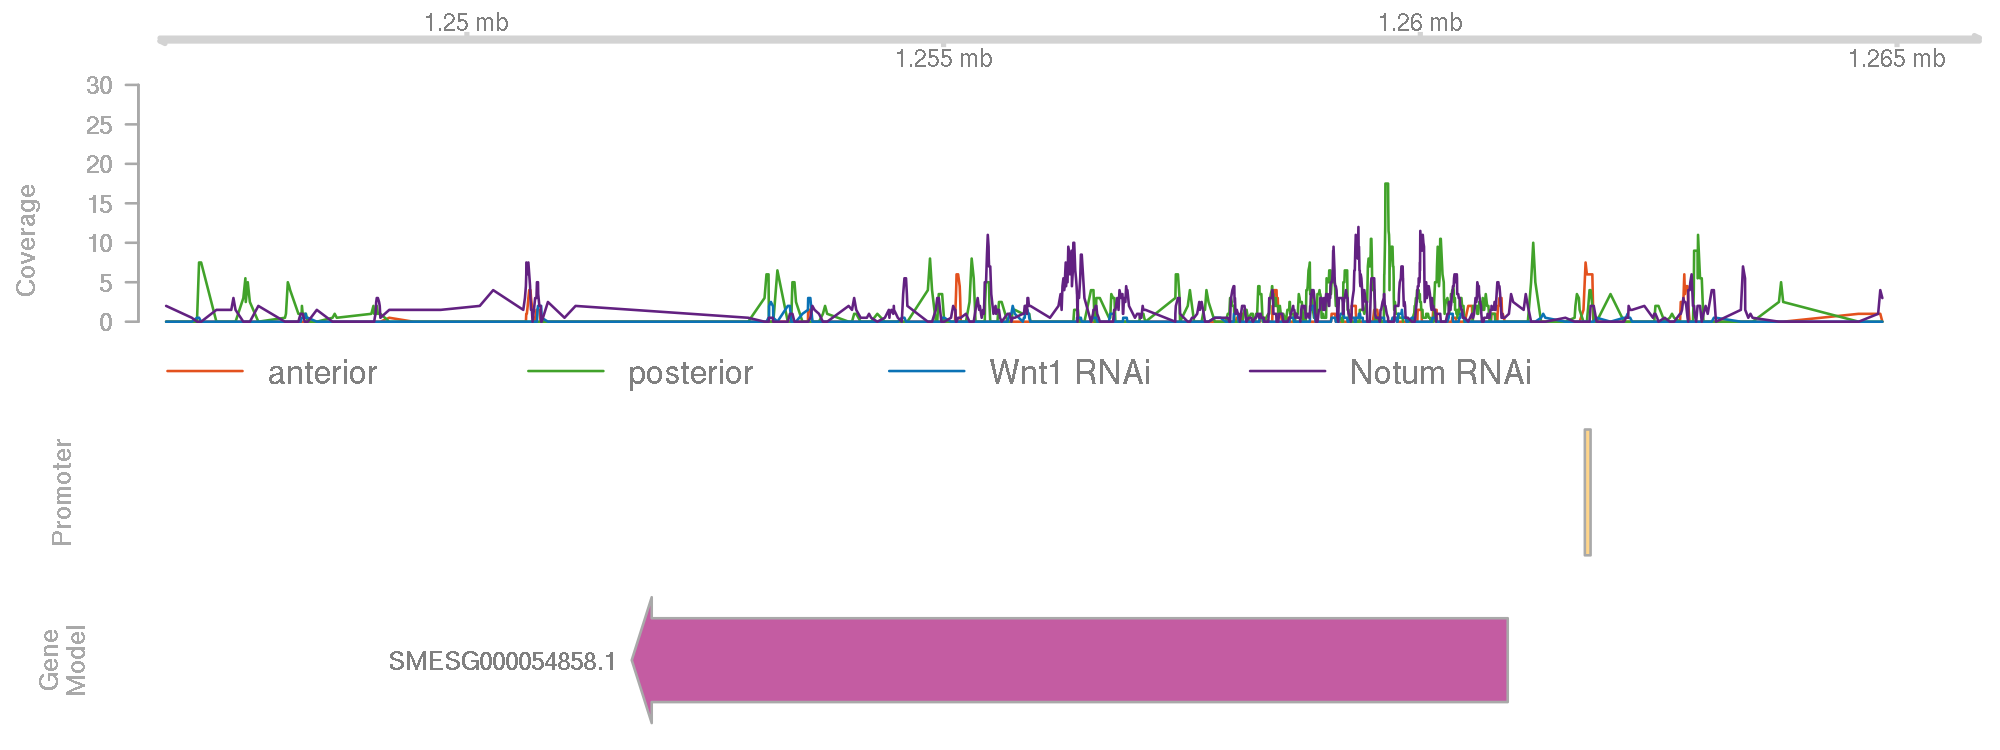 1.25 mb
1.26 mb
1.255 mb
1.265 mb
Coverage
30
25
20
15
10
5
0
anterior
posterior
Wnt1 RNAi
Notum RNAi
Promoter
Gene
Model
SMESG000054858.1